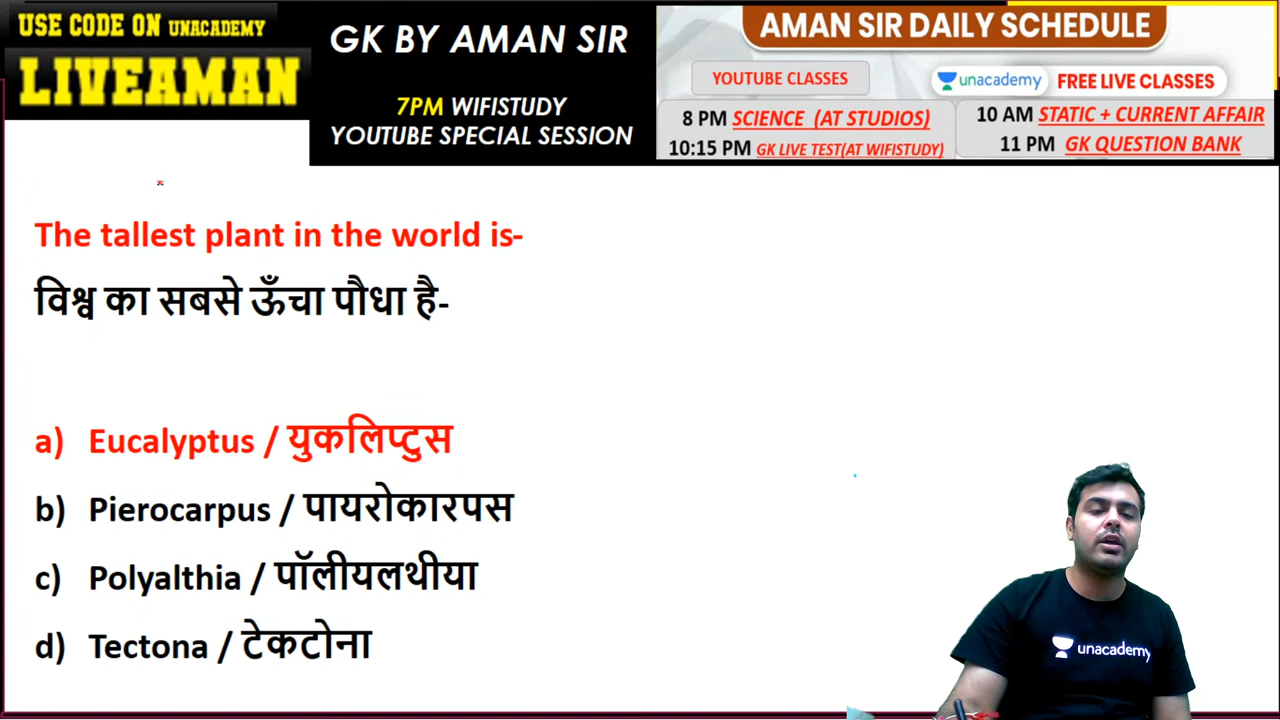 USE CODE ON UNACADEMY
LIVEAMAN
GK BY AMAN SIR
7PM WIFISTUDY
YOUTUBE SPECIAL SESSION
AMAN SIR DAILY SCHEDULE
YOUTUBE CLASSES
unacademy FREE LIVE CLASSES
8 PM SCIENCE (AT STUDIOS)
10:15 PM GK LIVE TEST(AT WIFISTUDY)
10 AM STATIC + CURRENT AFFAIR
11 PM GK QUESTION BANK
The tallest plant in the world is-
विश्व का सबसे ऊँचा पौधा है-
a) Eucalyptus / युकलिप्टुस
b) Pierocarpus / पायरोकारपस
c) Polyalthia / पॉलीयलथीया
d) Tectona / टेकटोना
unacademy